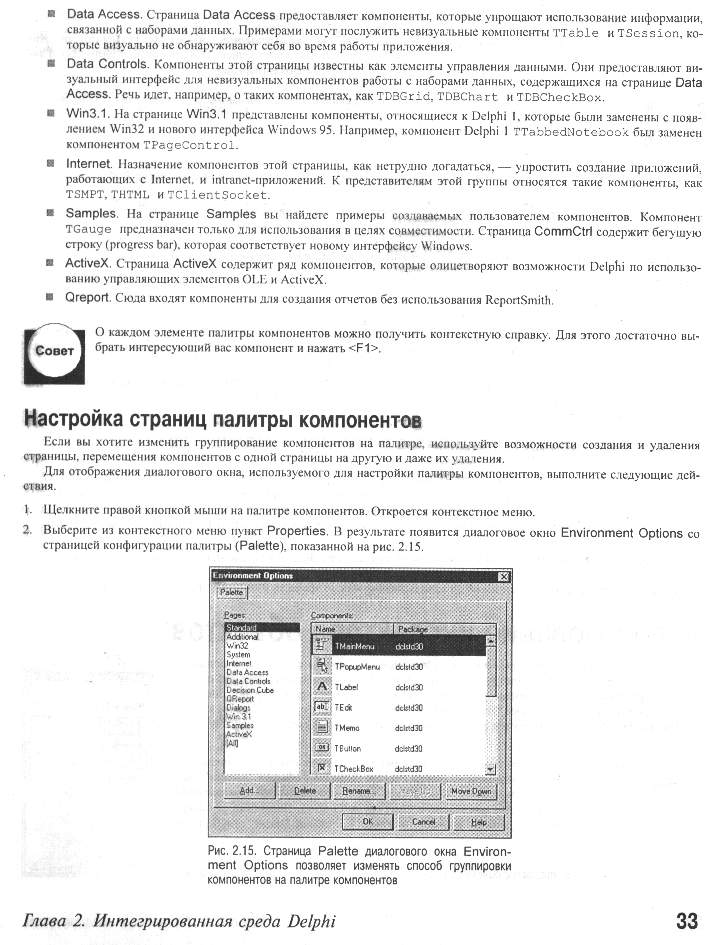 Data Access. Страница Data Access предоставляет компоненты, которые упрощают использование информации,
связанной с наборами данных. Примерами могут послужить невизуальные компоненты TTable и TSession, ко-
торые визуально не обнаруживают себя во время работы приложения.
Data Controls. Компоненты этой страницы известны как элементы управления данными. Они предоставляют ви-
зуальный интерфейс для невизуальных компонентов работы с наборами данных, содержащихся на странице Data
Access. Речь идет, например, о таких компонентах, как TDBGrid, TDBChart и TDBCheckBox.
Win3.1. На странице Win3.1 представлены компоненты, относящиеся к Delphi 1, которые были заменены с появ-
лением Win32 и нового интерфейса Windows 95. Например, компонент Delphi 1 TTabbedNotebook был заменен
компонентом TPageControl.
Internet. Назначение компонентов этой страницы, как нетрудно догадаться, — упростить создание приложений,
работающих с Internet, и intranet-приложений. К представителям этой группы относятся такие компоненты, как
TSMPT, THTML и TClientSocket.
Samples. На странице Samples вы найдете примеры создаваемых пользователем компонентов. Компонент
TGauge предназначен только для использования в целях совместимости. Страница CommCtrl содержит бегущую
строку (progress bar), которая соответствует новому интерфейсу Windows.
ActiveX. Страница ActiveX содержит ряд компонентов, которые олицетворяют возможности Delphi по использо-
ванию управляющих элементов OLE и ActiveX.
Qreport. Сюда входят компоненты для создания отчетов без использования ReportSmith.
Совет
О каждом элементе палитры компонентов можно получить контекстную справку. Для этого достаточно вы-
брать интересующий вас компонент и нажать <F1>.
Настройка страниц палитры компонентов
Если вы хотите изменить группирование компонентов на палитре, используйте возможности создания и удаления
страницы, перемещения компонентов с одной страницы на другую и даже их удаления.
Для отображения диалогового окна, используемого для настройки палитры компонентов, выполните следующие дей-
ствия.
1. Щелкните правой кнопкой мыши на палитре компонентов. Откроется контекстное меню.
2. Выберите из контекстного меню пункт Properties. В результате появится диалоговое окно Environment Options со
страницей конфигурации палитры (Palette), показанной на рис. 2.15.
Environment Options
Palette
Pages: Components:
Name Package
Standard
Additional
Win32
System
Internet
Data Access
Data Controls
Decision Cube
QReport
Dialogs
Win 3.1
Samples
ActiveX
[All]
TMainMenu dclstd30
TPopupMenu dclstd30
TLabel dclstd30
TEdit dclstd30
TMemo dclstd30
TButton dclstd30
TCheckBox dclstd30
Add... Delete Rename... Move Down
OK Cancel Help
Рис. 2.15. Страница Palette диалогового окна Environ-
ment Options позволяет изменять способ группировки
компонентов на палитре компонентов
Глава 2. Интегрированная среда Delphi 33